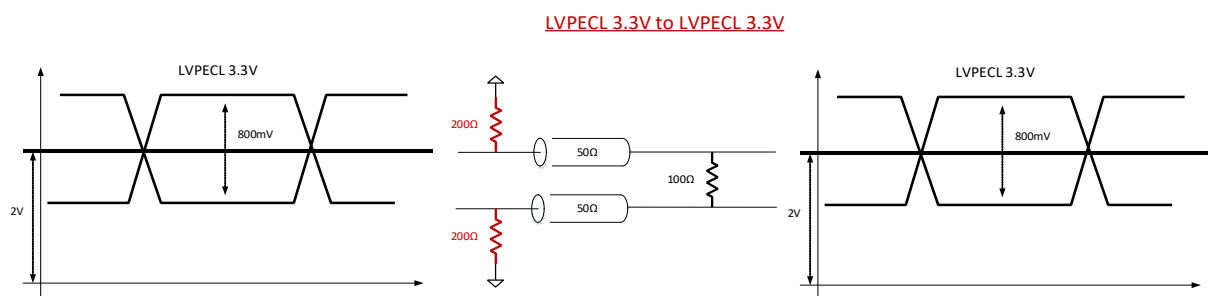 LVPECL 3.3V to LVPECL 3.3V
LVPECL 3.3V
800mV
2V
200Ω
50Ω
100Ω
50Ω
200Ω
LVPECL 3.3V
800mV
2V